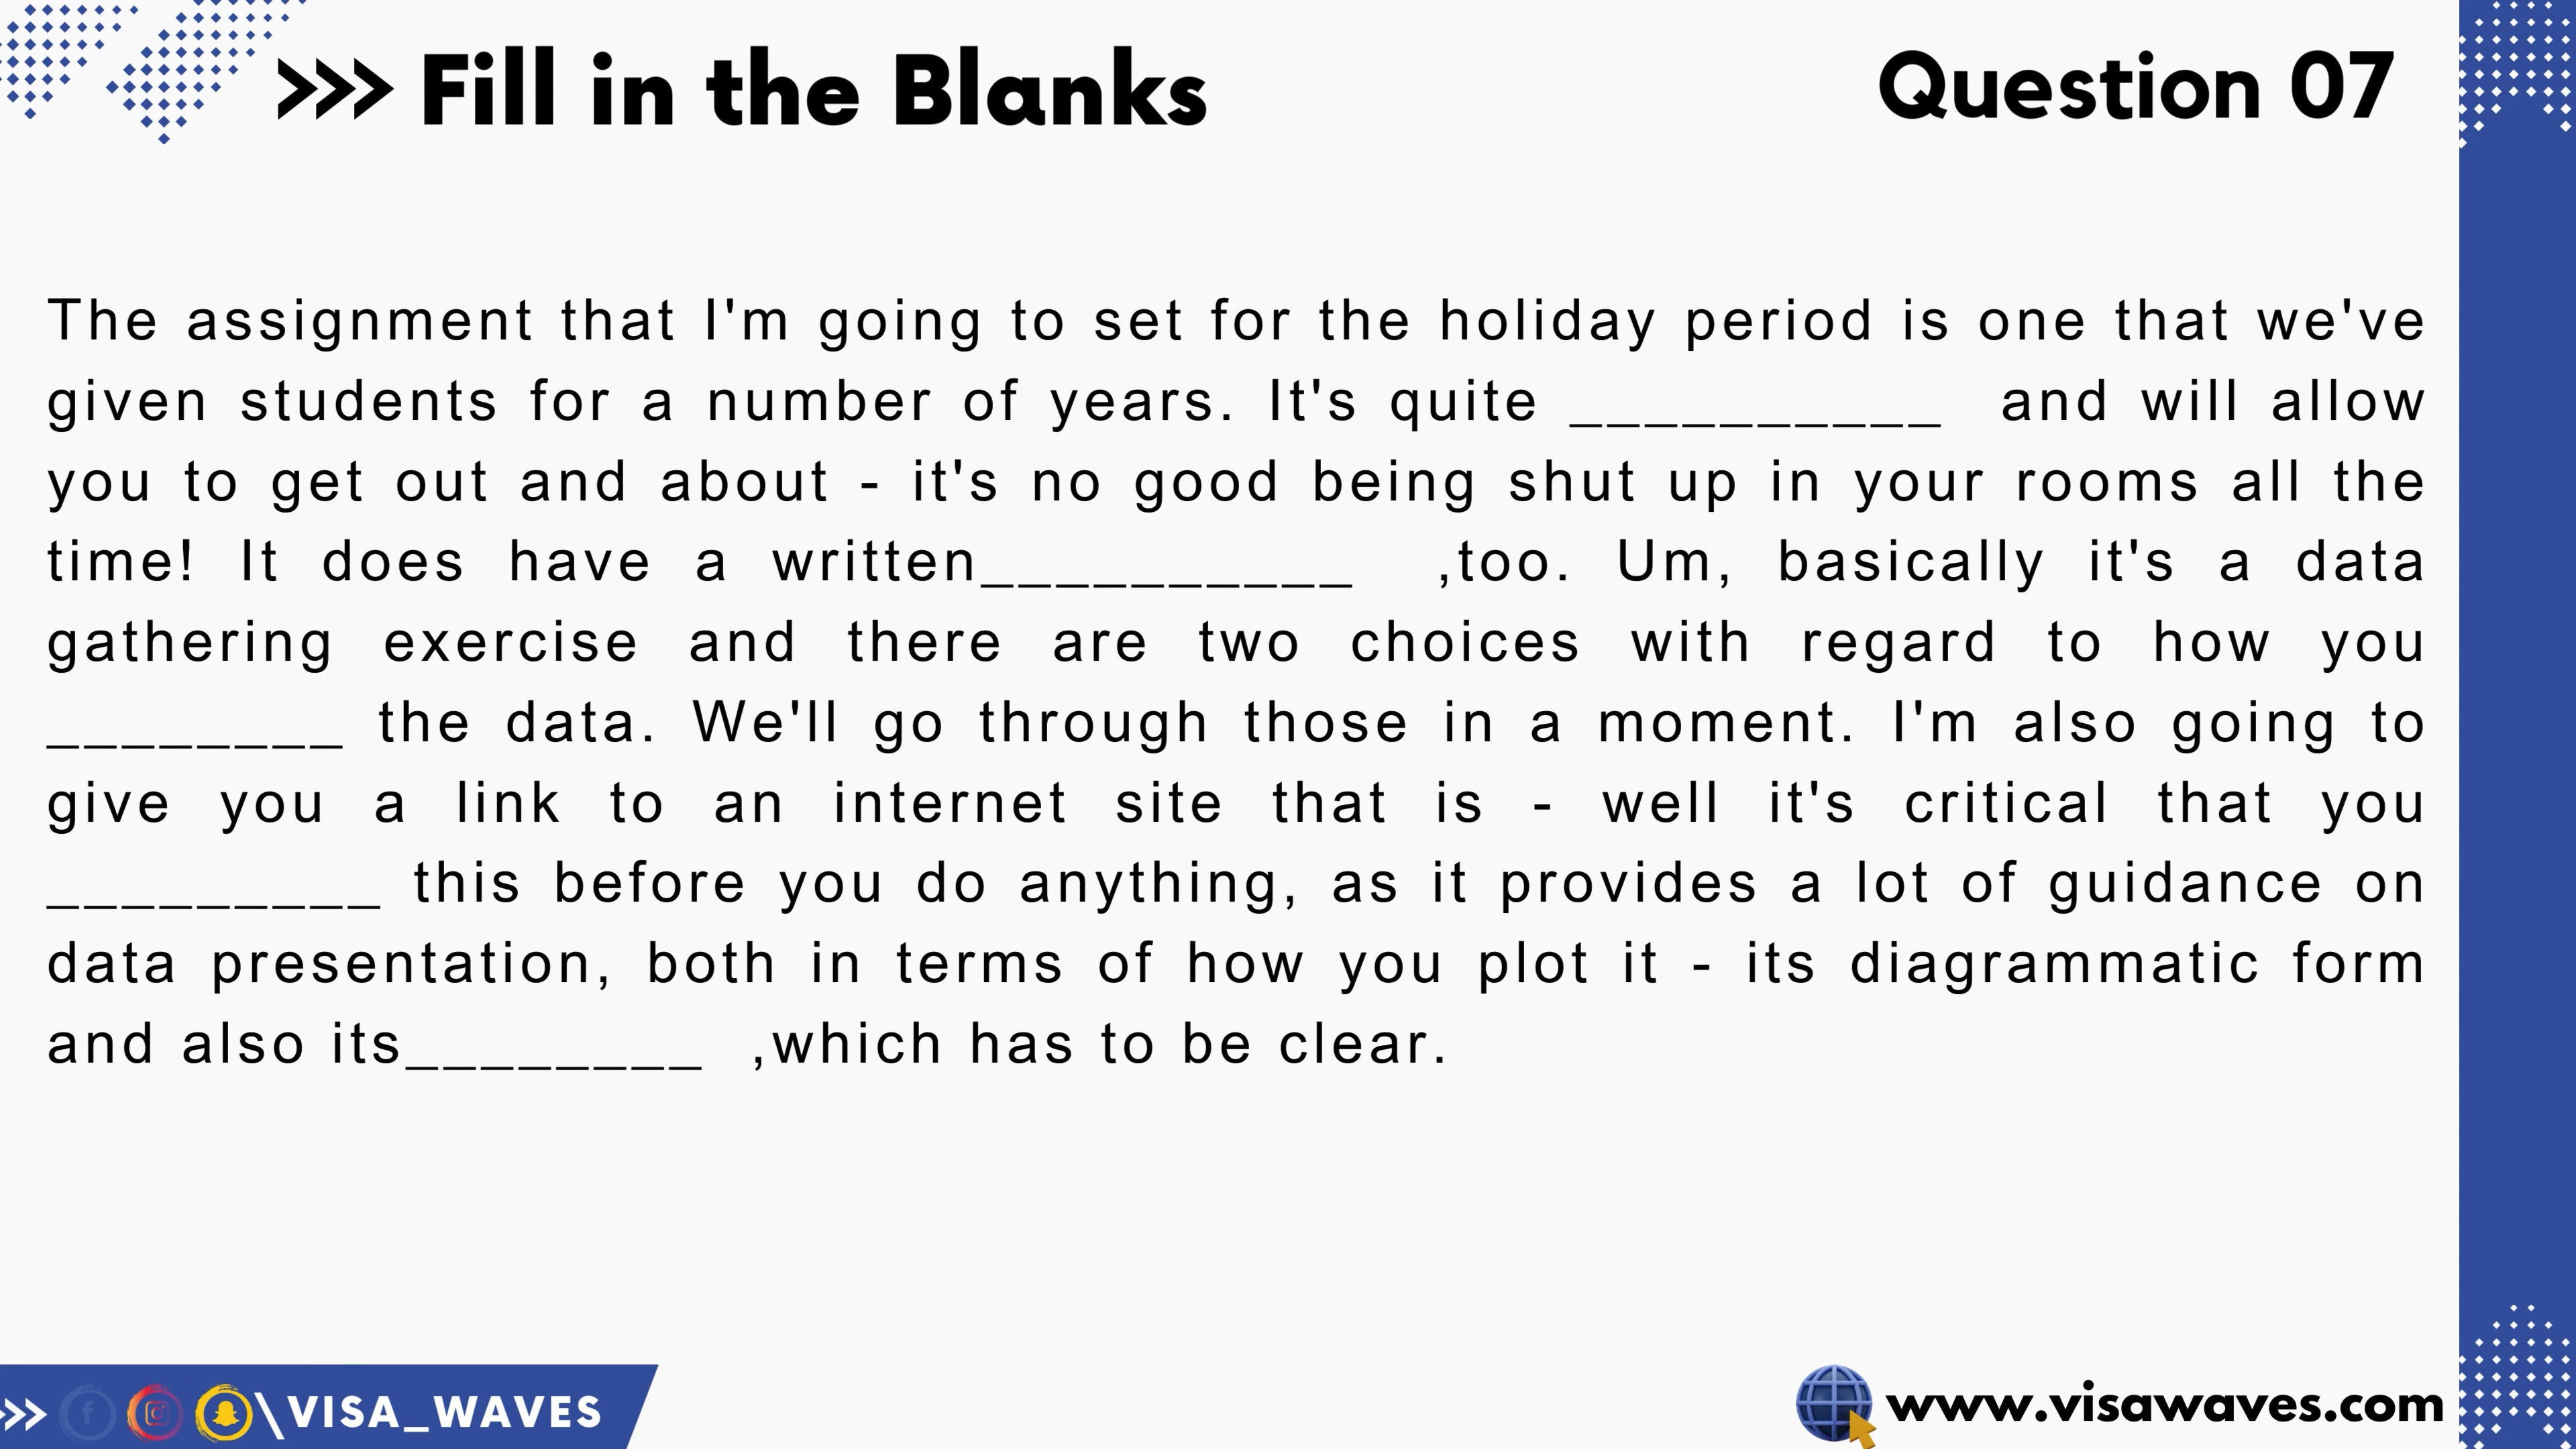 >>> Fill in the Blanks
Question 07
The assignment that I'm going to set for the holiday period is one that we've
given students for a number of years. It's quite __________ and will allow
you to get out and about - it's no good being shut up in your rooms all the
time! It does have a written__________ ,too. Um, basically it's a data
gathering exercise and there are two choices with regard to how you
________ the data. We'll go through those in a moment. I'm also going to
give you a link to an internet site that is - well it's critical that you
_________ this before you do anything, as it provides a lot of guidance on
data presentation, both in terms of how you plot it - its diagrammatic form
and also its________ ,which has to be clear.
\VISA_WAVES
www.visawaves.com